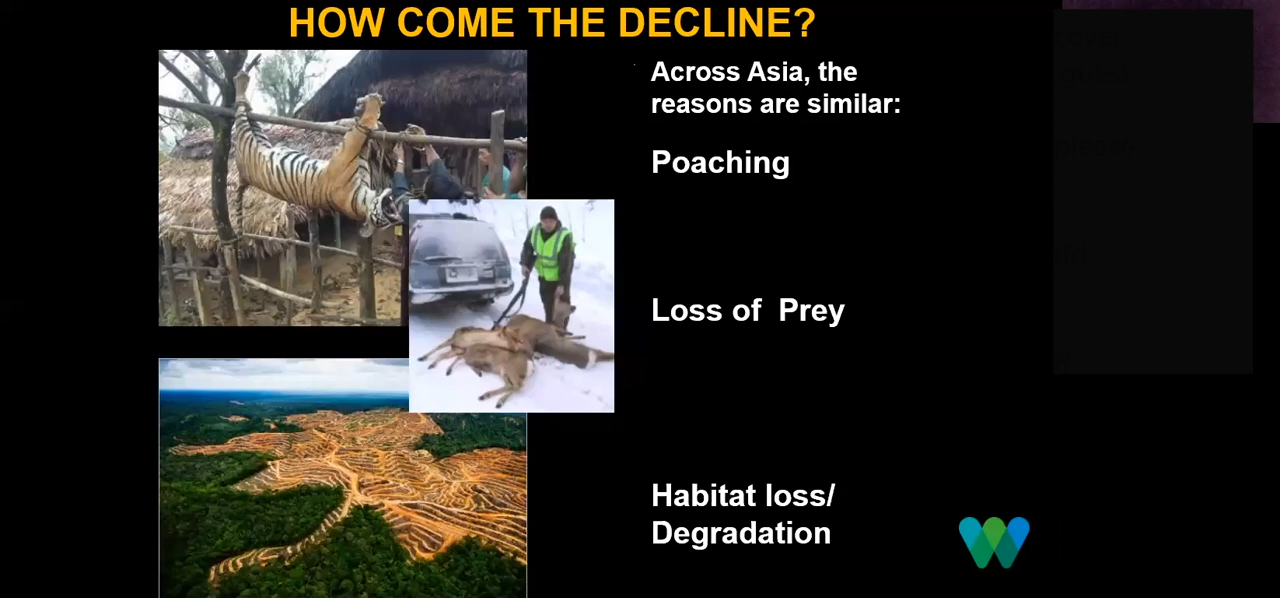 HOW COME THE DECLINE?
Across Asia, the
reasons are similar:
Poaching
Loss of  Prey
Habitat loss/
Degradation